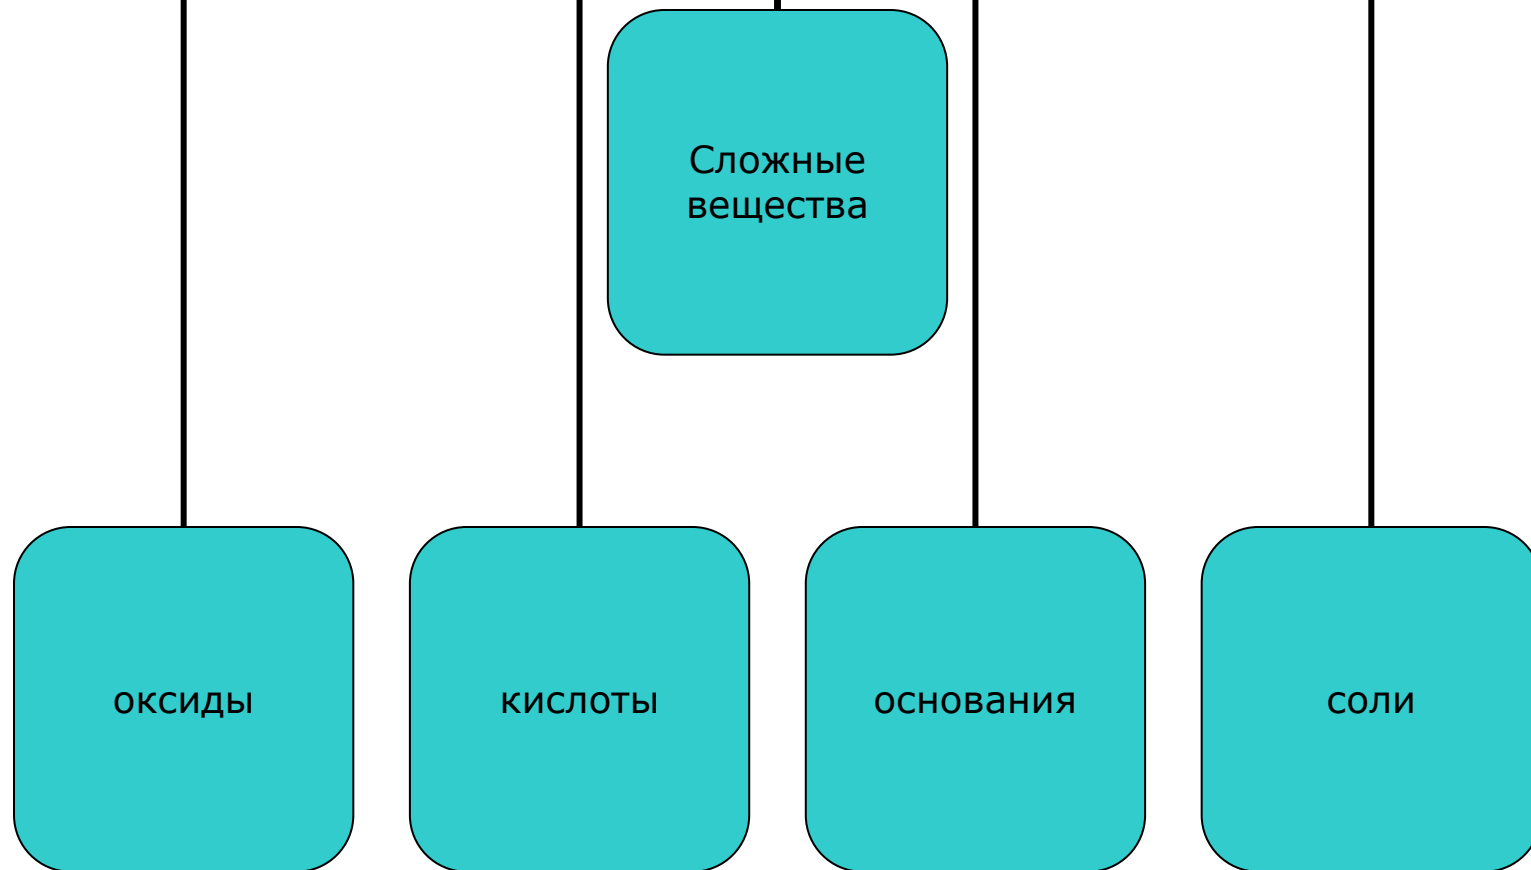 Сложные
вещества
оксиды
кислоты
основания
соли